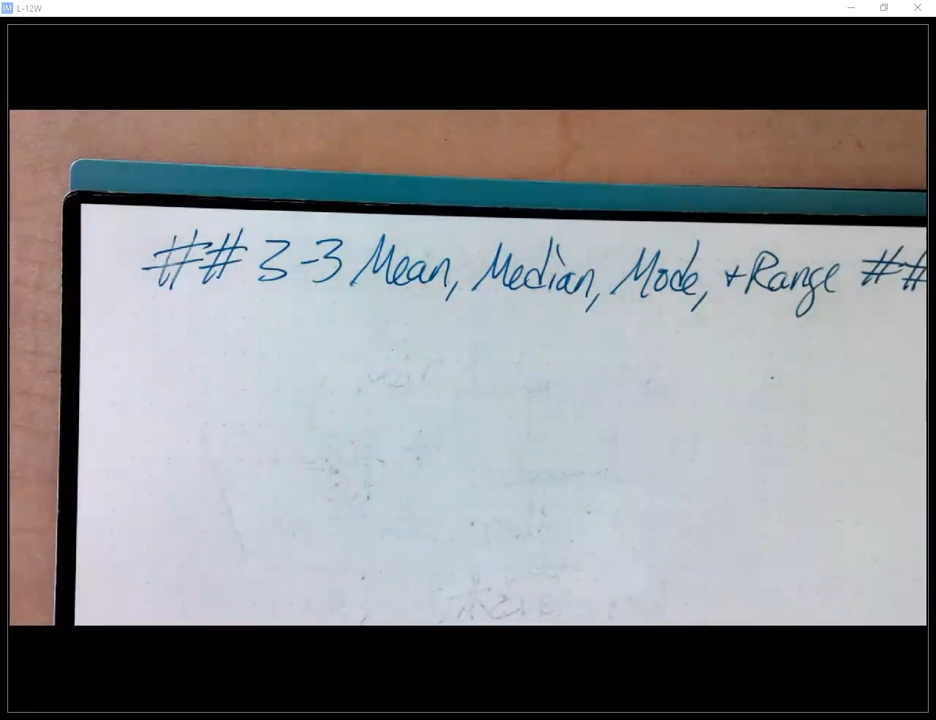 L-12W
## 3-3 Mean, Median, Mode, + Range ##